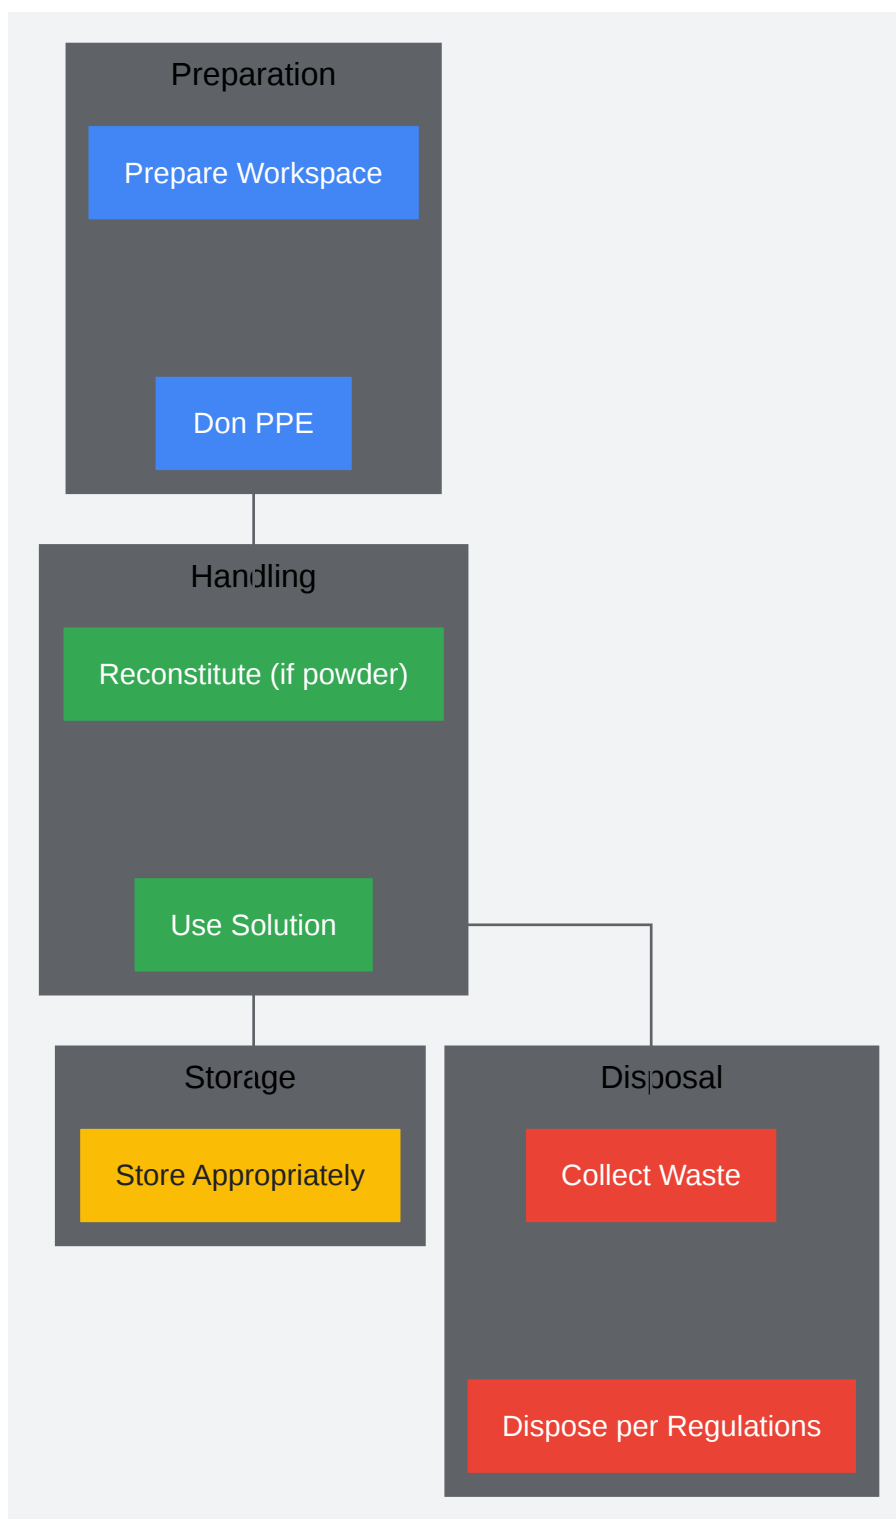 Preparation
Prepare Workspace
Don PPE
Handling
Reconstitute (if powder)
Use Solution
Storage
Store Appropriately
Disposal
Collect Waste
Dispose per Regulations